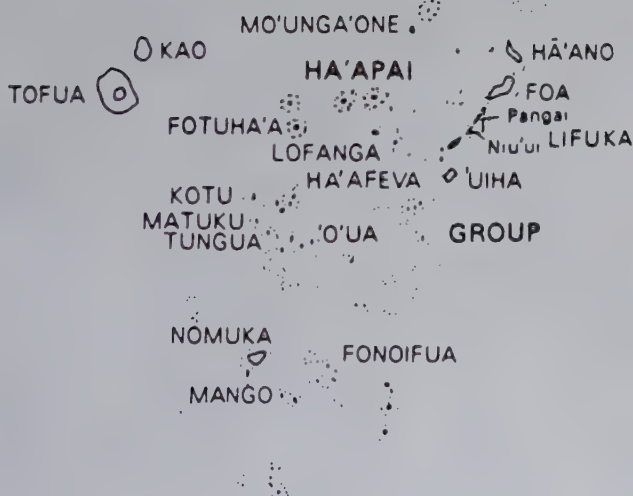 MO'UNGA'ONE
KAO
HĀ'ANO
HA'APAI
TOFUA
FOA
Pangai
FOTUHA'A
LIFUKA
Niu'ui
LOFANGA
HA'AFEVA
'UIHA
KOTU
MATUKU
TUNGUA
'O'UA
GROUP
NOMUKA
FONOIFUA
MANGO